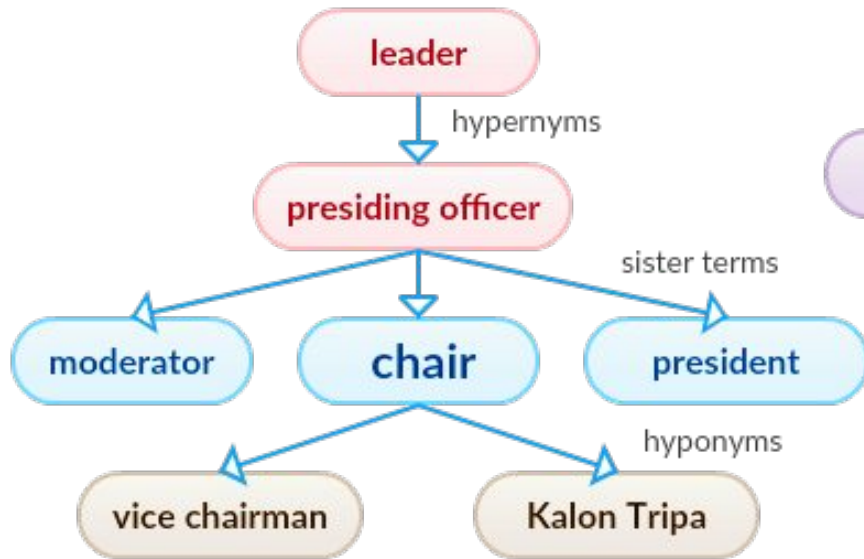 leader
hypernyms
presiding officer
sister terms
moderator
chair
president
hyponyms
vice chairman
Kalon Tripa